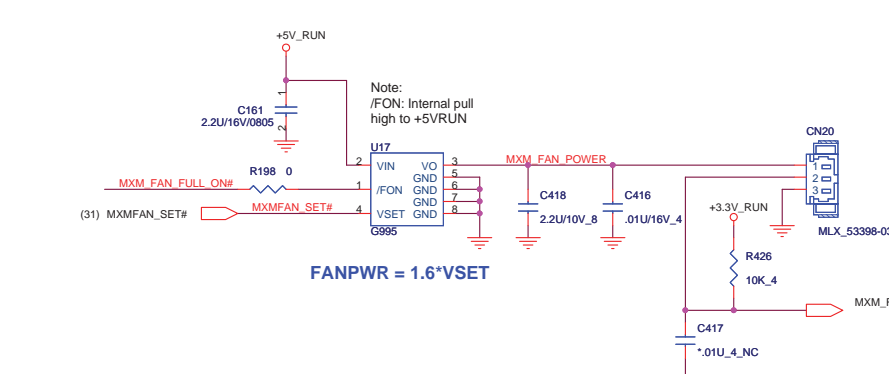 +5V_RUN
Note:
/FON: Internal pull
high to +5VRUN
1
C161
2.2U/16V/0805
2
CN20
U17
2 VIN VO 3
GND 5
R198 0
MXM_FAN_FULL_ON#
1 /FON GND 6
GND 7
(31) MXMFAN_SET#
MXMFAN_SET#
4 VSET GND 8
G995
MXM_FAN_POWER
1
2
3
C418
2.2U/10V_8
C416
.01U/16V_4
+3.3V_RUN
MLX_53398-03
FANPWR = 1.6*VSET
R426
10K_4
MXM_F
C417
*.01U_4_NC